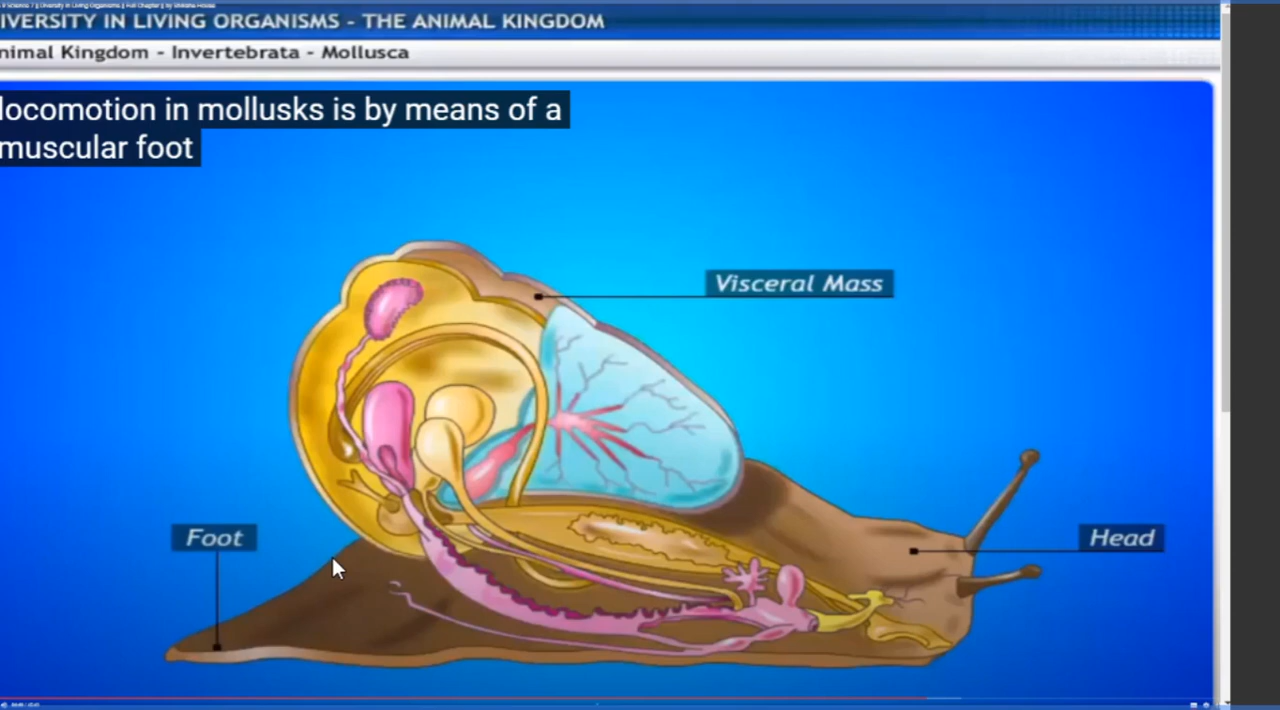 IVERSITY IN LIVING ORGANISMS - THE ANIMAL KINGDOM
nimal Kingdom - Invertebrata - Mollusca
locomotion in mollusks is by means of a
muscular foot
Visceral Mass
Foot
Head